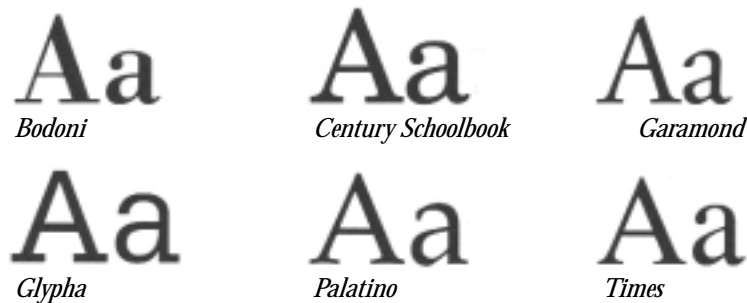 Aa Aa Aa
Bodoni Century Schoolbook Garamond
Aa Aa Aa
Glypha Palatino Times